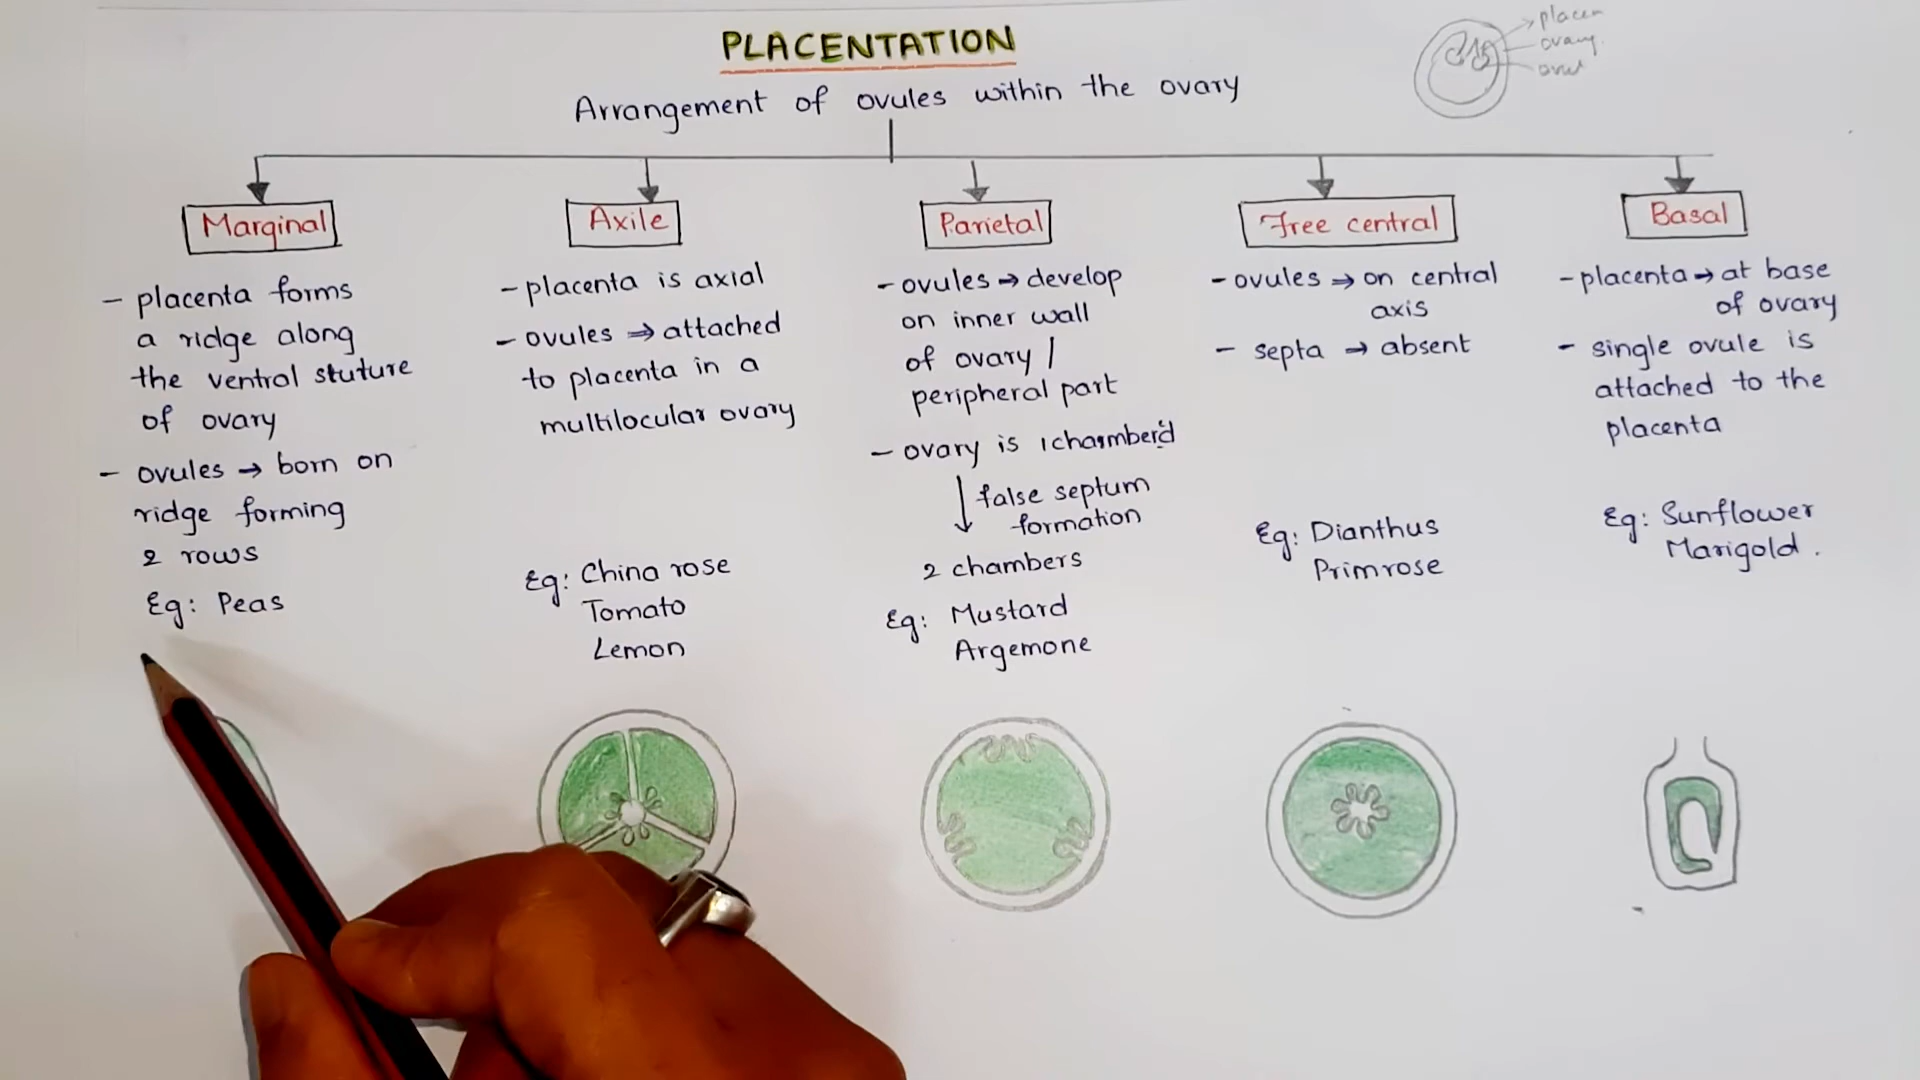 PLACENTATION
Arrangement of ovules within the ovary
placen
ovary
Marginal
- placenta forms
a ridge along
the ventral stuture
of ovary
- ovules → born on
ridge forming
2 rows
Eg: Peas
Axile
- placenta is axial
- ovules ⇒ attached
to placenta in a
multilocular ovary
Eg: China rose
Tomato
Lemon
Parietal
- ovules → develop
on inner wall
of ovary /
peripheral part
- ovary is 1 chamber'd
↓ false septum
formation
2 chambers
Eg: Mustard
Argemone
Free central
- ovules → on central
axis
- septa → absent
Eg: Dianthus
Primrose
Basal
- placenta → at base
of ovary
- single ovule is
attached to the
placenta
Eg: Sunflower
Marigold.